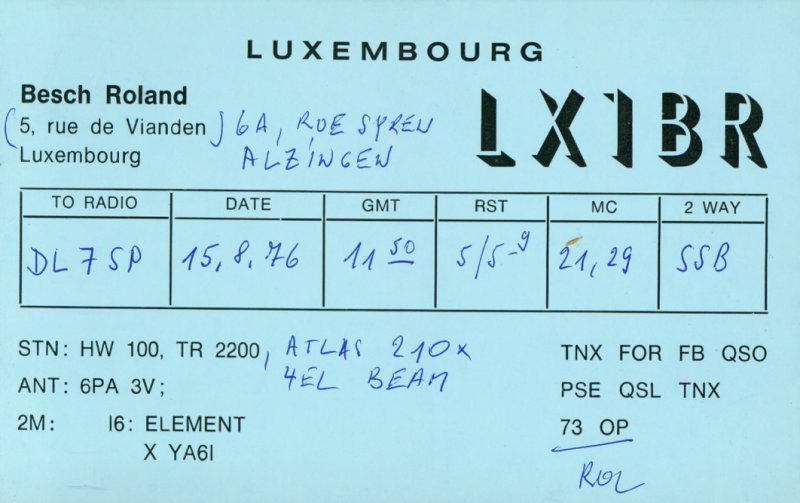 LUXEMBOURG
Besch Roland
LX1BR
(5, rue de Vianden) 6A, RUE SPREN
Luxembourg ALZINGEN
TO RADIO DATE GMT RST MC 2 WAY
DL7SP 15.8.76 11 50 5/5-9 21,29 SSB
STN: HW 100, TR 2200, ATLAS 210x
ANT: 6PA 3V; 4EL BEAM
2M: I6: ELEMENT
X YA6I
TNX FOR FB QSO
PSE QSL TNX
73 OP
Rol